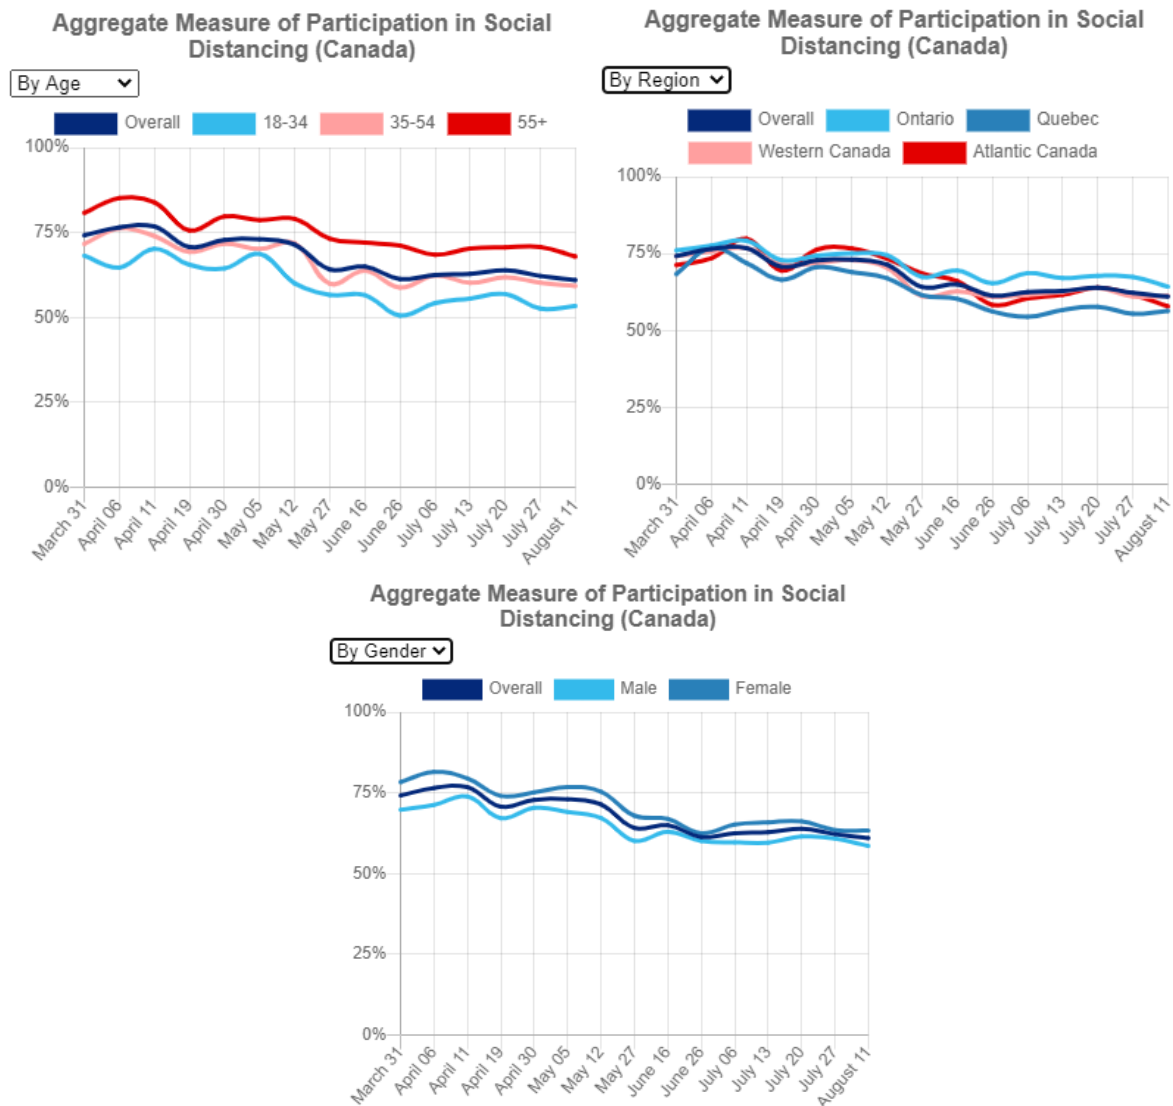 Aggregate Measure of Participation in Social
Distancing (Canada)
By Age
Overall 18-34 35-54 55+
100%
75%
50%
25%
0%
March 31 April 06 April 11 April 19 April 30 May 05 May 12 May 27 June 16 June 26 July 06 July 13 July 20 July 27 August 11
Aggregate Measure of Participation in Social
Distancing (Canada)
By Region
Overall Ontario Quebec
Western Canada Atlantic Canada
100%
75%
50%
25%
0%
March 31 April 06 April 11 April 19 April 30 May 05 May 12 May 27 June 16 June 26 July 06 July 13 July 20 July 27 August 11
Aggregate Measure of Participation in Social
Distancing (Canada)
By Gender
Overall Male Female
100%
75%
50%
25%
0%
March 31 April 06 April 11 April 19 April 30 May 05 May 12 May 27 June 16 June 26 July 06 July 13 July 20 July 27 August 11